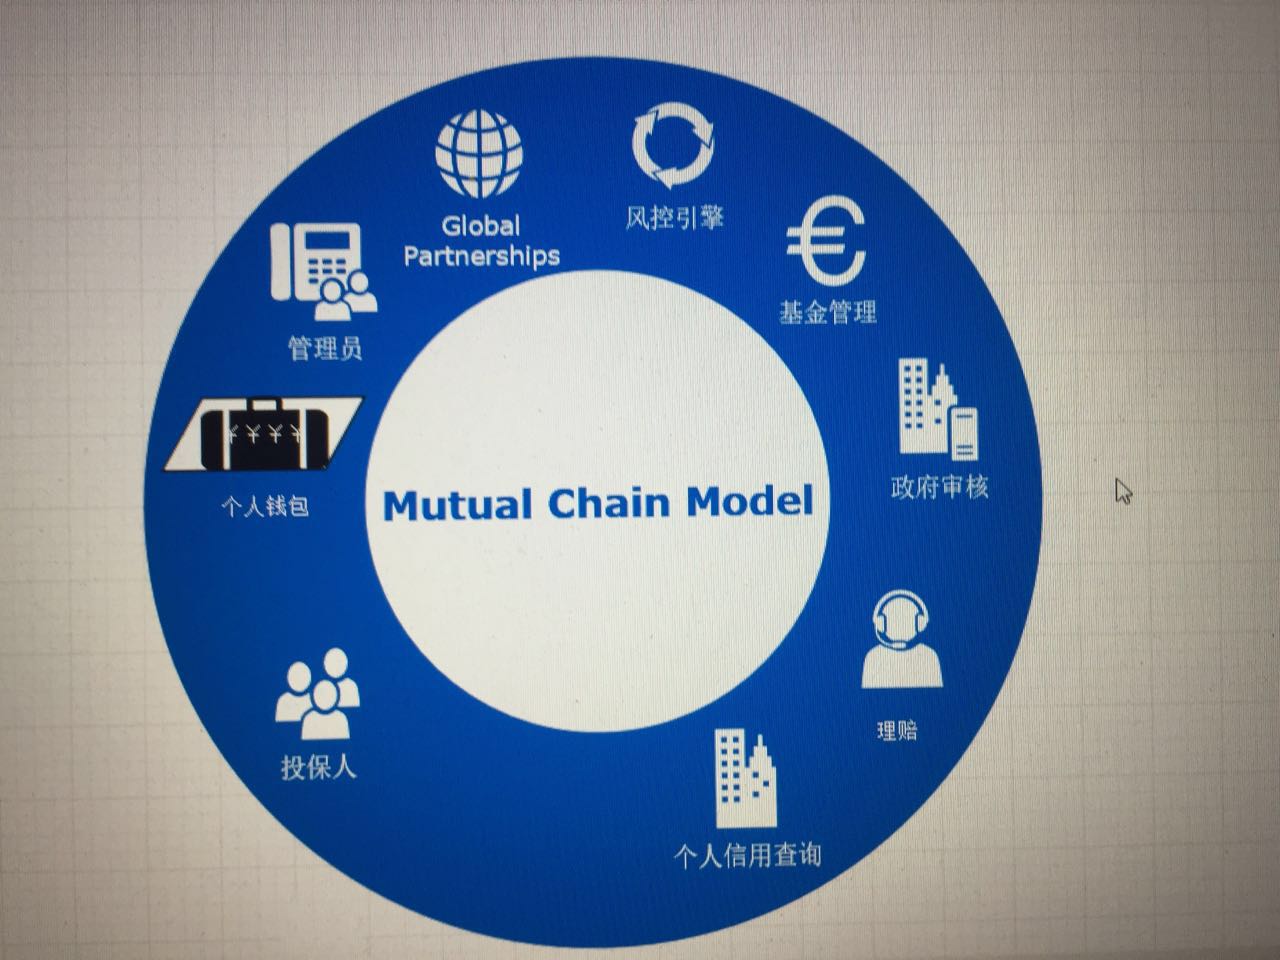 Global
Partnerships
风控引擎
基金管理
管理员
政府审核
个人钱包
¥ ¥ ¥ ¥
Mutual Chain Model
理赔
投保人
个人信用查询